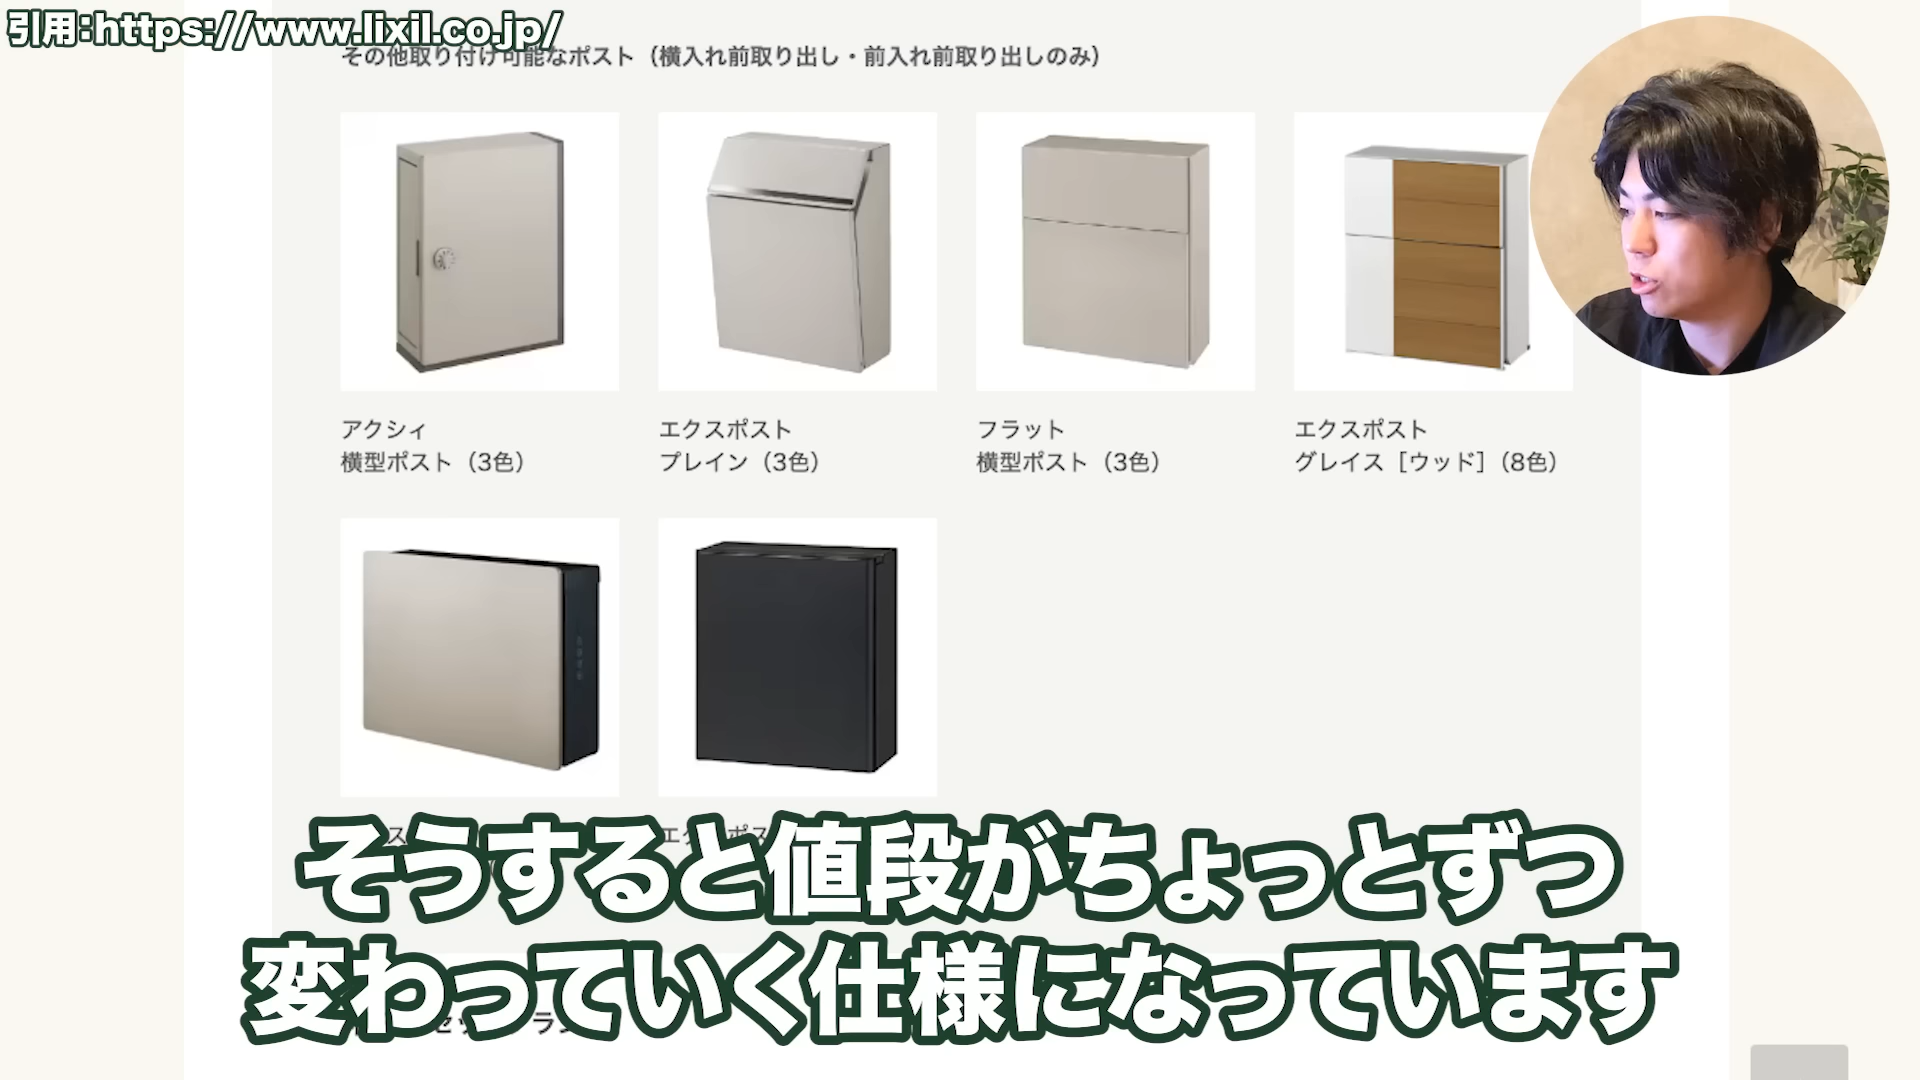 引用:https://www.lixil.co.jp/
その他取り付け可能なポスト（横入れ前取り出し・前入れ前取り出しのみ）
アクシィ
横型ポスト（3色）
エクスポスト
プレイン（3色）
フラット
横型ポスト（3色）
エクスポスト
グレイス［ウッド］（8色）
そうすると値段がちょっとずつ
変わっていく仕様になっています